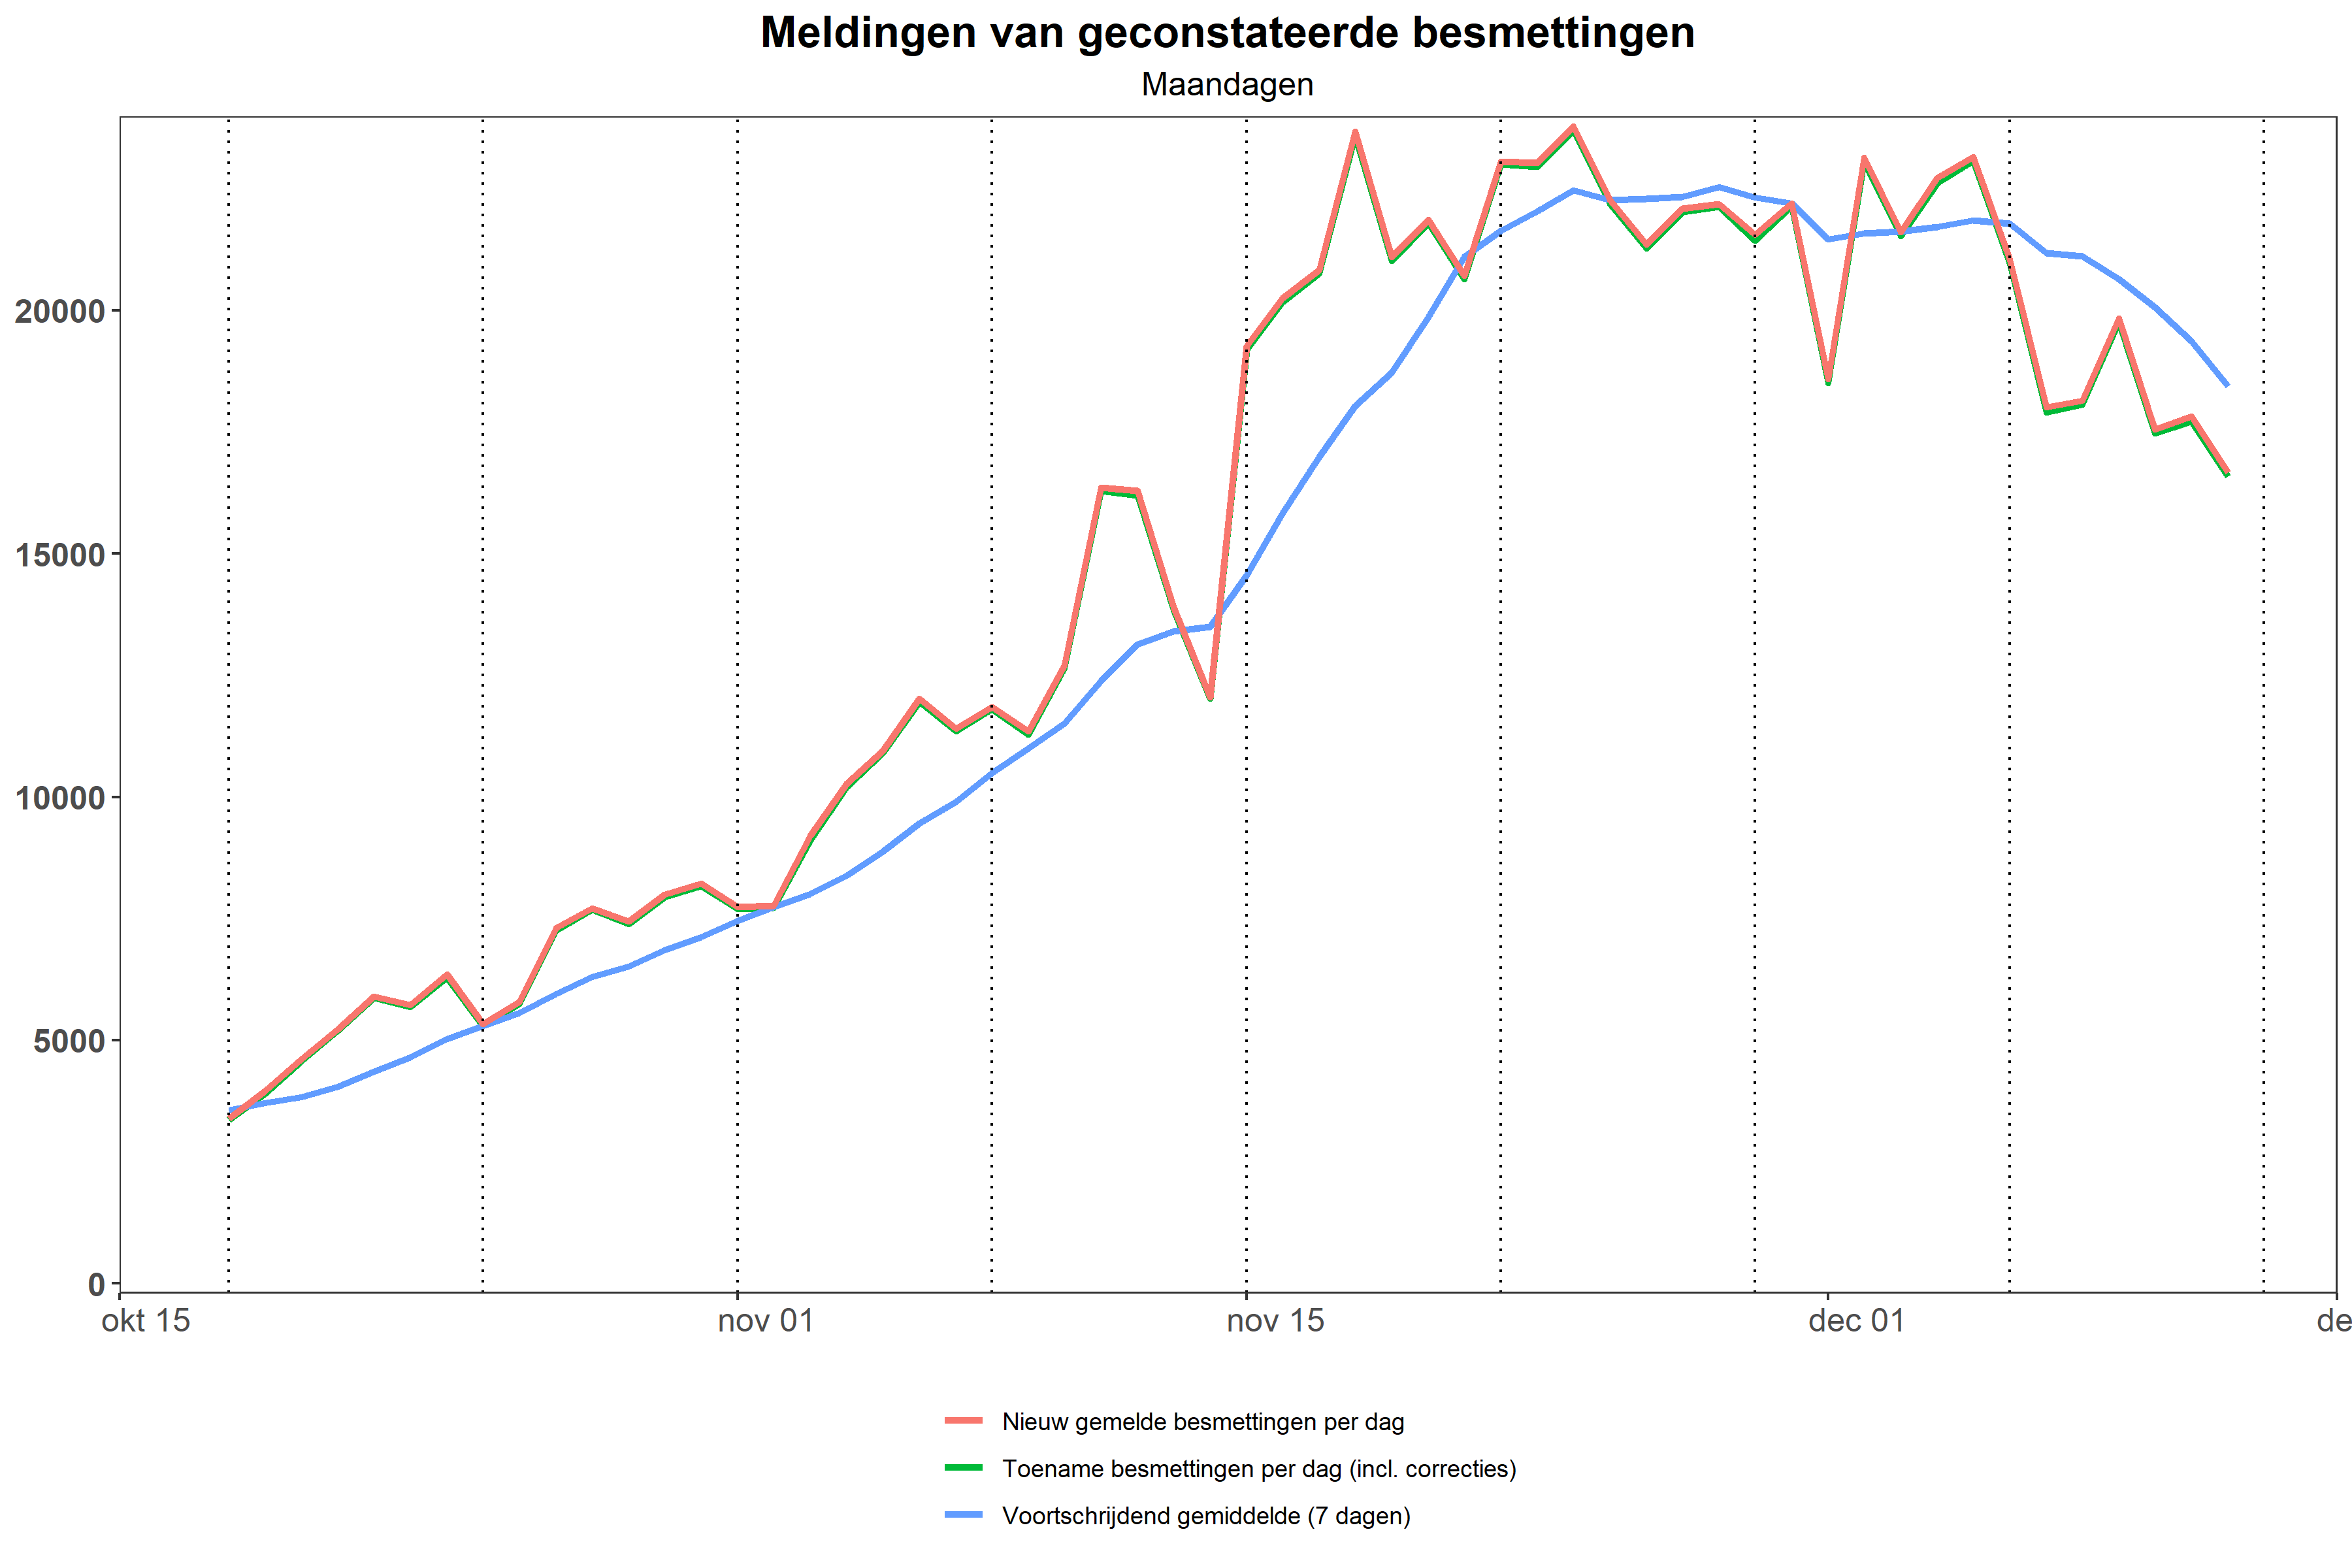 Meldingen van geconstateerde besmettingen
Maandagen
20000
15000
10000
5000
0
okt 15
nov 01
nov 15
dec 01
de
Nieuw gemelde besmettingen per dag
Toename besmettingen per dag (incl. correcties)
Voortschrijdend gemiddelde (7 dagen)